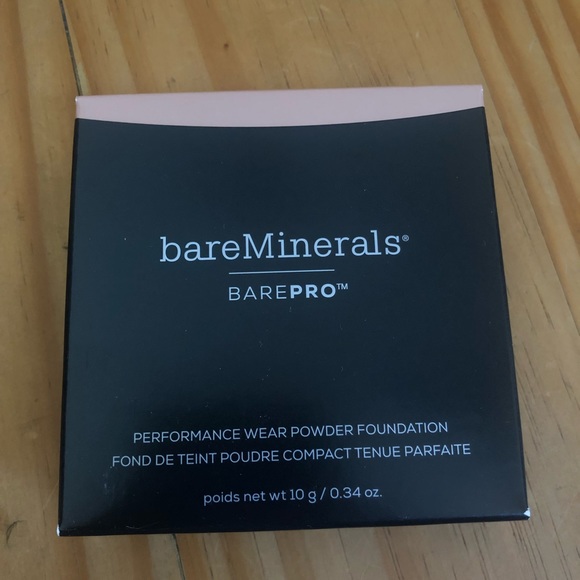 bareMinerals®
BAREPRO™
PERFORMANCE WEAR POWDER FOUNDATION
FOND DE TEINT POUDRE COMPACT TENUE PARFAITE
poids net wt 10 g / 0.34 oz.